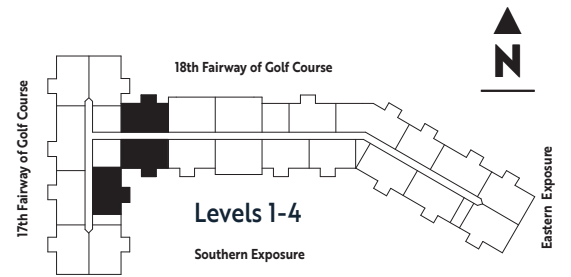 18th Fairway of Golf Course
N
17th Fairway of Golf Course
Eastern Exposure
Levels 1-4
Southern Exposure